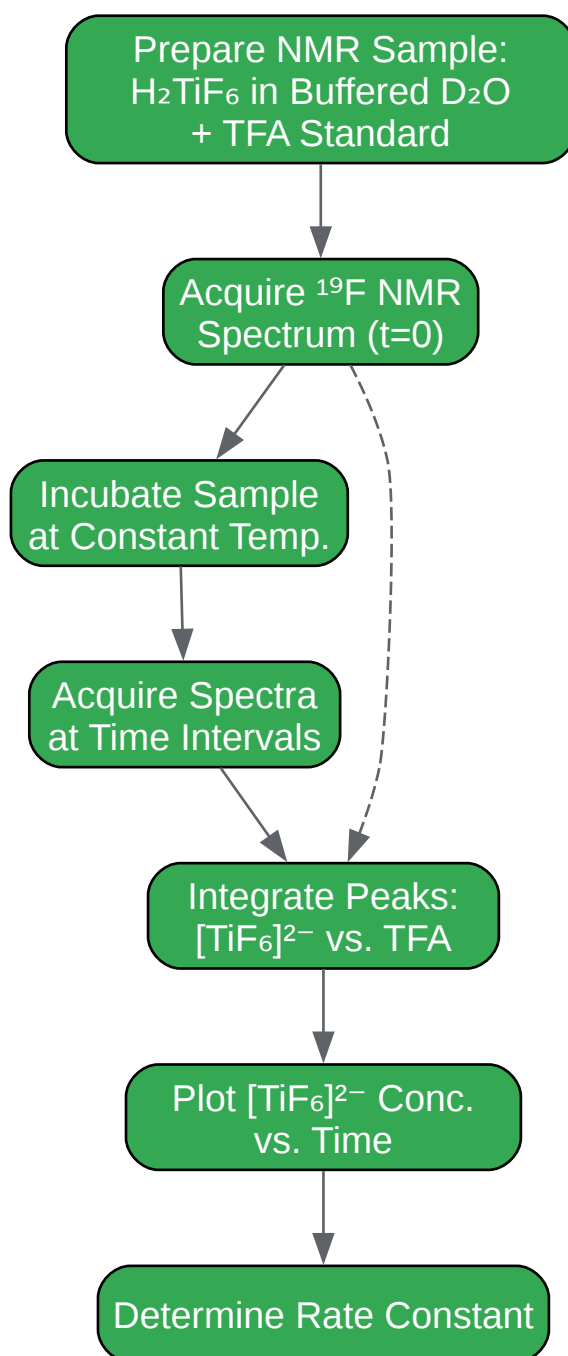 Prepare NMR Sample:
H₂TiF₆ in Buffered D₂O
+ TFA Standard
Acquire ¹⁹F NMR
Spectrum (t=0)
Incubate Sample
at Constant Temp.
Acquire Spectra
at Time Intervals
Integrate Peaks:
[TiF₆]²⁻ vs. TFA
Plot [TiF₆]²⁻ Conc.
vs. Time
Determine Rate Constant